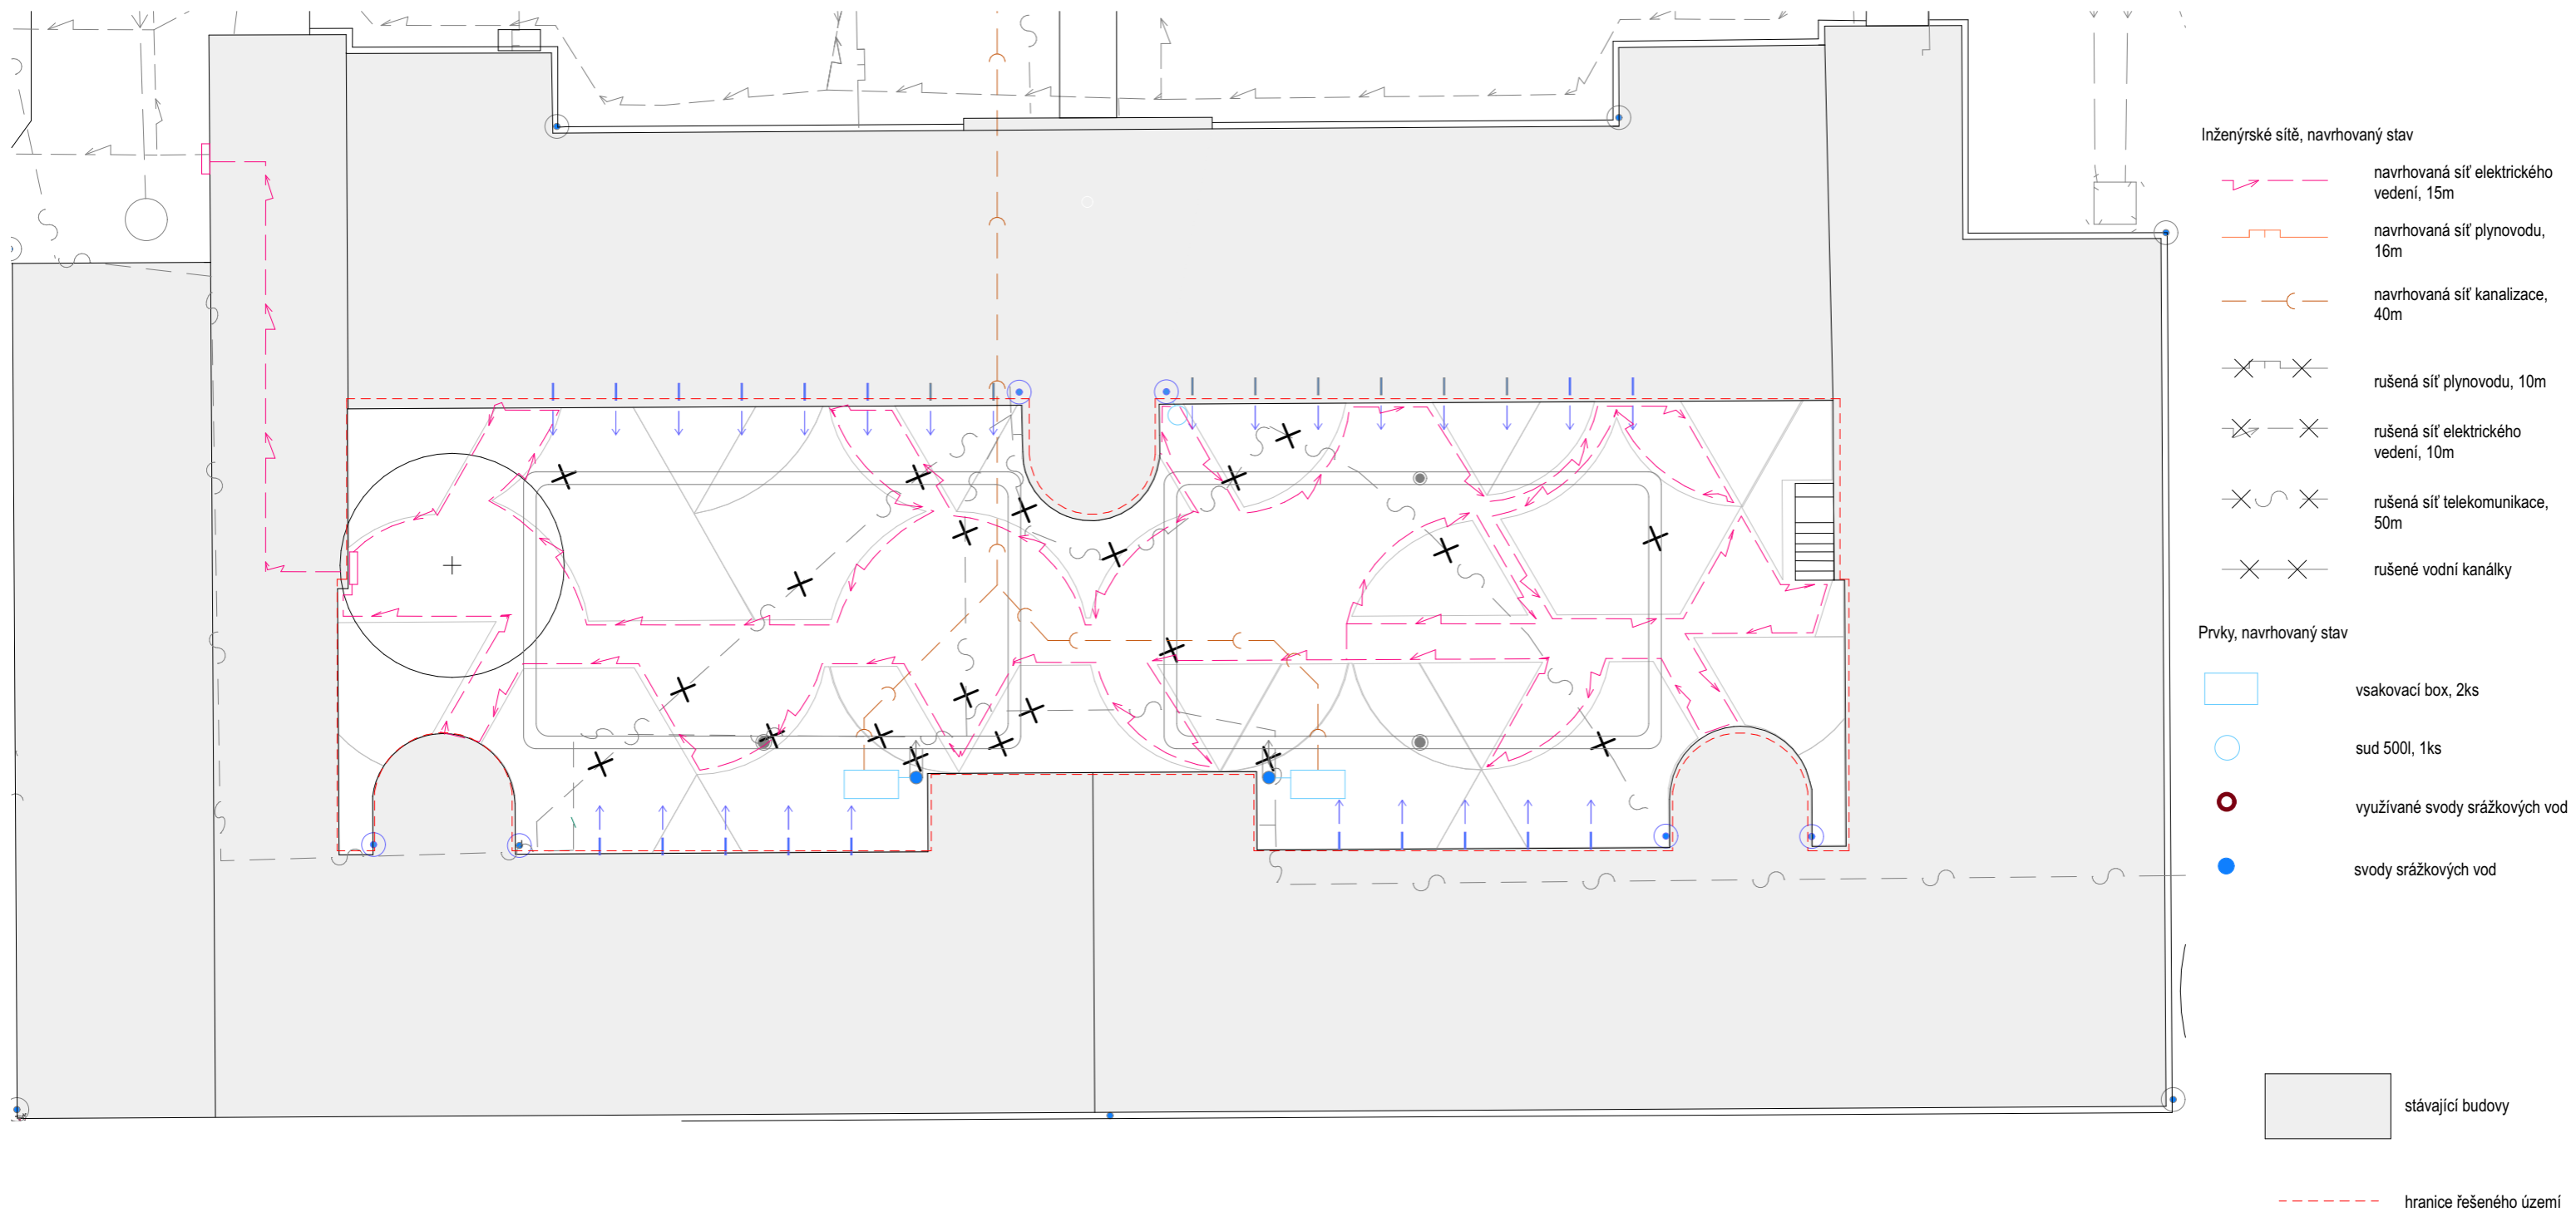 Inženýrské sítě, navrhovaný stav
navrhovaná síť elektrického
vedení, 15m
navrhovaná síť plynovodu,
16m
navrhovaná síť kanalizace,
40m
rušená síť plynovodu, 10m
rušená síť elektrického
vedení, 10m
rušená síť telekomunikace,
50m
rušené vodní kanálky
Prvky, navrhovaný stav
vsakovací box, 2ks
sud 500l, 1ks
využívané svody srážkových vod
svody srážkových vod
stávající budovy
hranice řešeného území